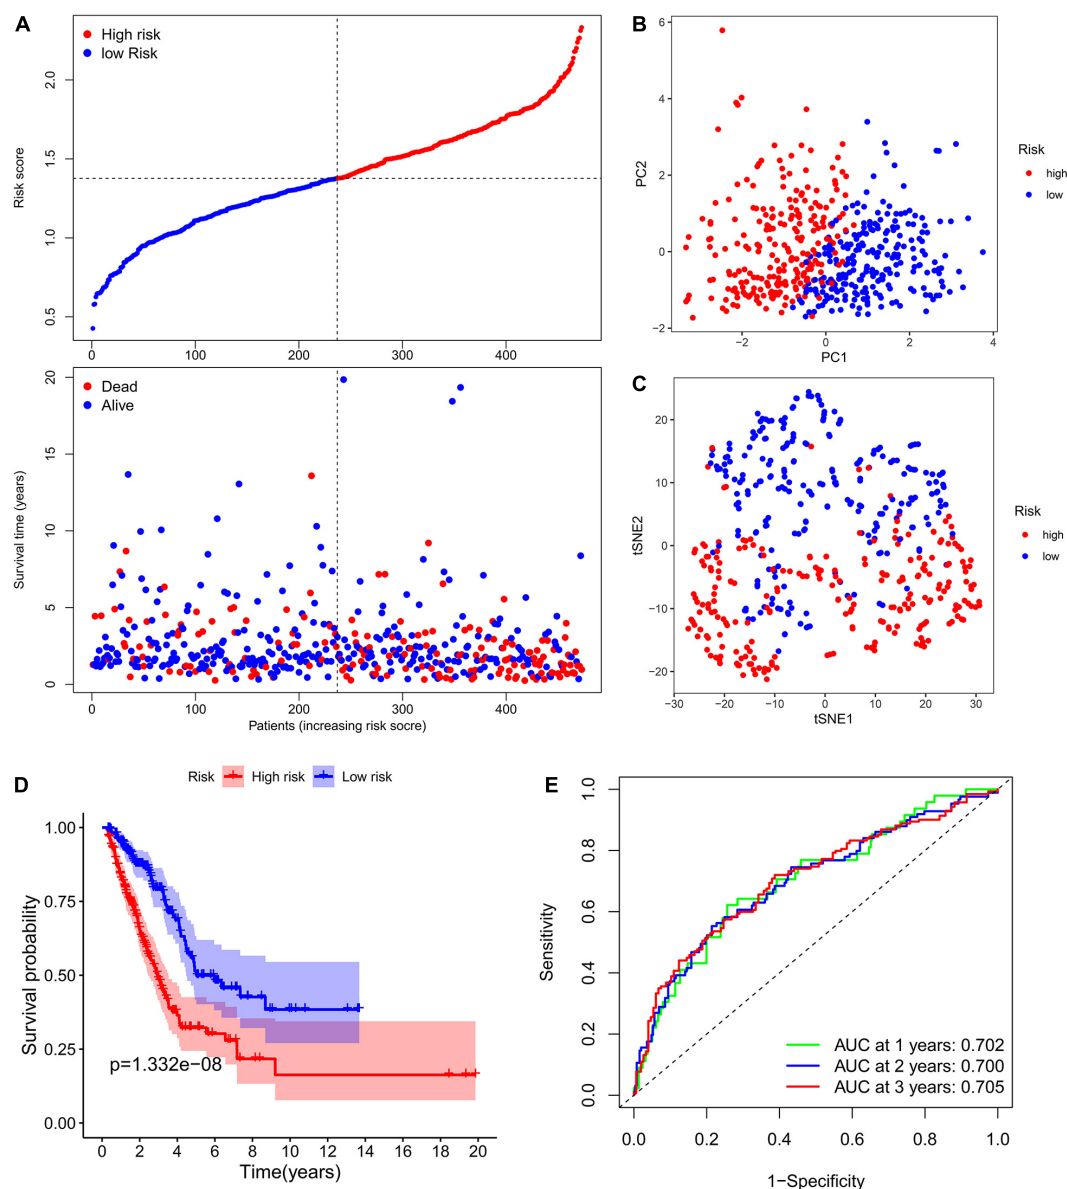 A
High risk
low Risk
Risk score
2.0
1.5
1.0
0.5
0 100 200 300 400
Dead
Alive
Survival time (years)
20
15
10
5
0
0 100 200 300 400
Patients (increasing risk socre)
B
PC2
6
4
2
0
−2
−2 0 2 4
PC1
Risk
high
low
C
tSNE2
20
10
0
−10
−20
−30 −20 −10 0 10 20 30
tSNE1
Risk
high
low
D
Risk High risk Low risk
Survival probability
1.00
0.75
0.50
0.25
0.00
p=1.332e−08
0 2 4 6 8 10 12 14 16 18 20
Time(years)
E
Sensitivity
1.0
0.8
0.6
0.4
0.2
0.0
AUC at 1 years: 0.702
AUC at 2 years: 0.700
AUC at 3 years: 0.705
0.0 0.2 0.4 0.6 0.8 1.0
1−Specificity